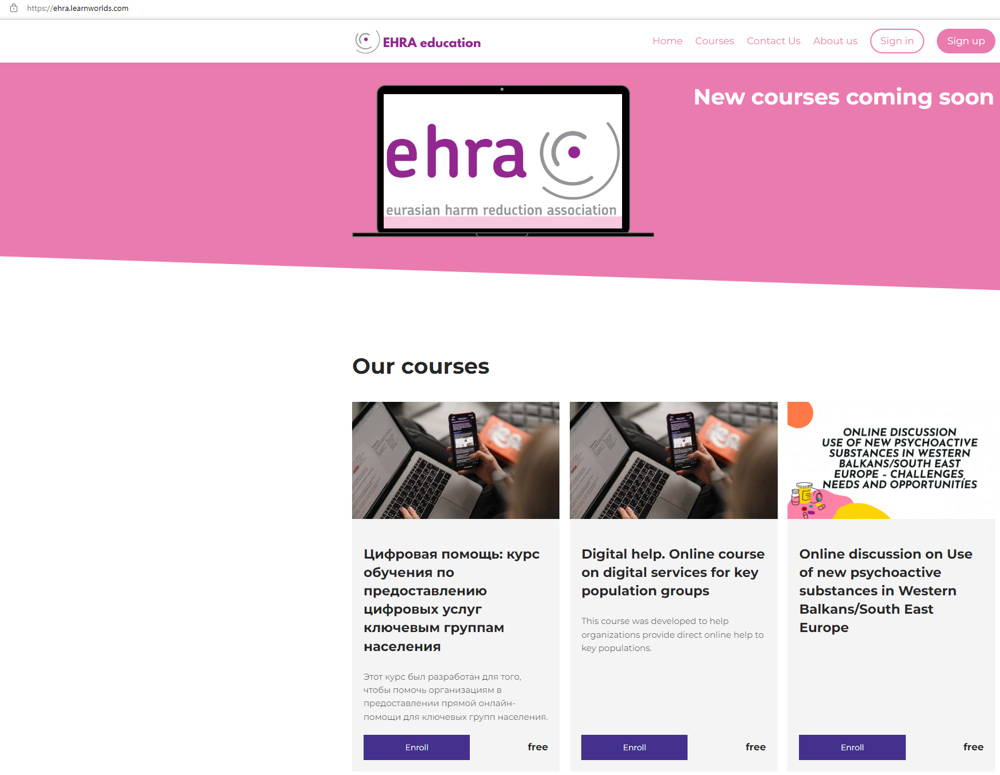 https://ehra.learnworlds.com
EHRA education
Home
Courses
Contact Us
About us
Sign in
Sign up
New courses coming soon
ehra
eurasian harm reduction association
Our courses
ONLINE DISCUSSION
USE OF NEW PSYCHOACTIVE
SUBSTANCES IN WESTERN
BALKANS/SOUTH EAST
EUROPE - CHALLENGES,
NEEDS AND OPPORTUNITIES
Цифровая помощь: курс
обучения по
предоставлению
цифровых услуг
ключевым группам
населения
Этот курс был разработан для того,
чтобы помочь организациям в
предоставлении прямой онлайн-
помощи для ключевых групп населения.
Enroll
free
Digital help. Online course
on digital services for key
population groups
This course was developed to help
organizations provide direct online help to
key populations.
Enroll
free
Online discussion on Use
of new psychoactive
substances in Western
Balkans/South East
Europe
Enroll
free